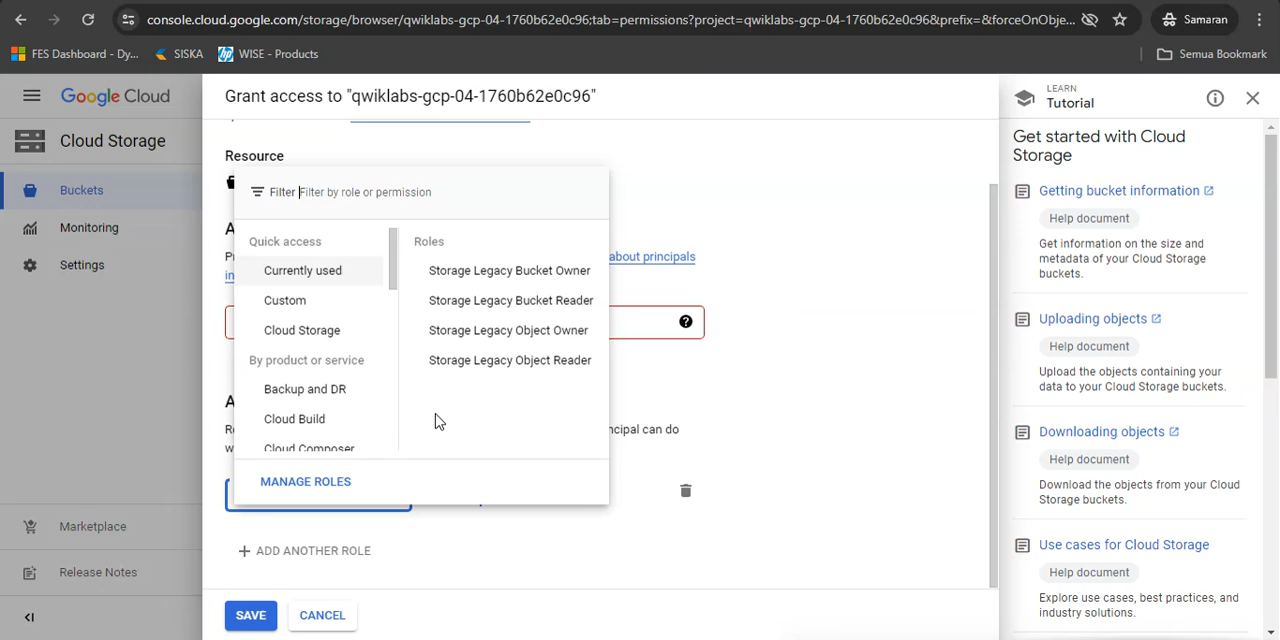 console.cloud.google.com/storage/browser/qwiklabs-gcp-04-1760b62e0c96;tab=permissions?project=qwiklabs-gcp-04-1760b62e0c96&prefix=&forceOnObje...
Samaran
FES Dashboard - Dy...
SISKA
WISE - Products
Semua Bookmark
Google Cloud
Cloud Storage
Buckets
Monitoring
Settings
Marketplace
Release Notes
Grant access to "qwiklabs-gcp-04-1760b62e0c96"
Resource
Filter Filter by role or permission
Quick access
Currently used
Custom
Cloud Storage
By product or service
Backup and DR
Cloud Build
Cloud Composer
Roles
Storage Legacy Bucket Owner
Storage Legacy Bucket Reader
Storage Legacy Object Owner
Storage Legacy Object Reader
MANAGE ROLES
about principals
in
ncipal can do
w
ADD ANOTHER ROLE
SAVE
CANCEL
LEARN
Tutorial
Get started with Cloud
Storage
Getting bucket information
Help document
Get information on the size and
metadata of your Cloud Storage
buckets.
Uploading objects
Help document
Upload the objects containing your
data to your Cloud Storage buckets.
Downloading objects
Help document
Download the objects from your Cloud
Storage buckets.
Use cases for Cloud Storage
Help document
Explore use cases, best practices, and
industry solutions.